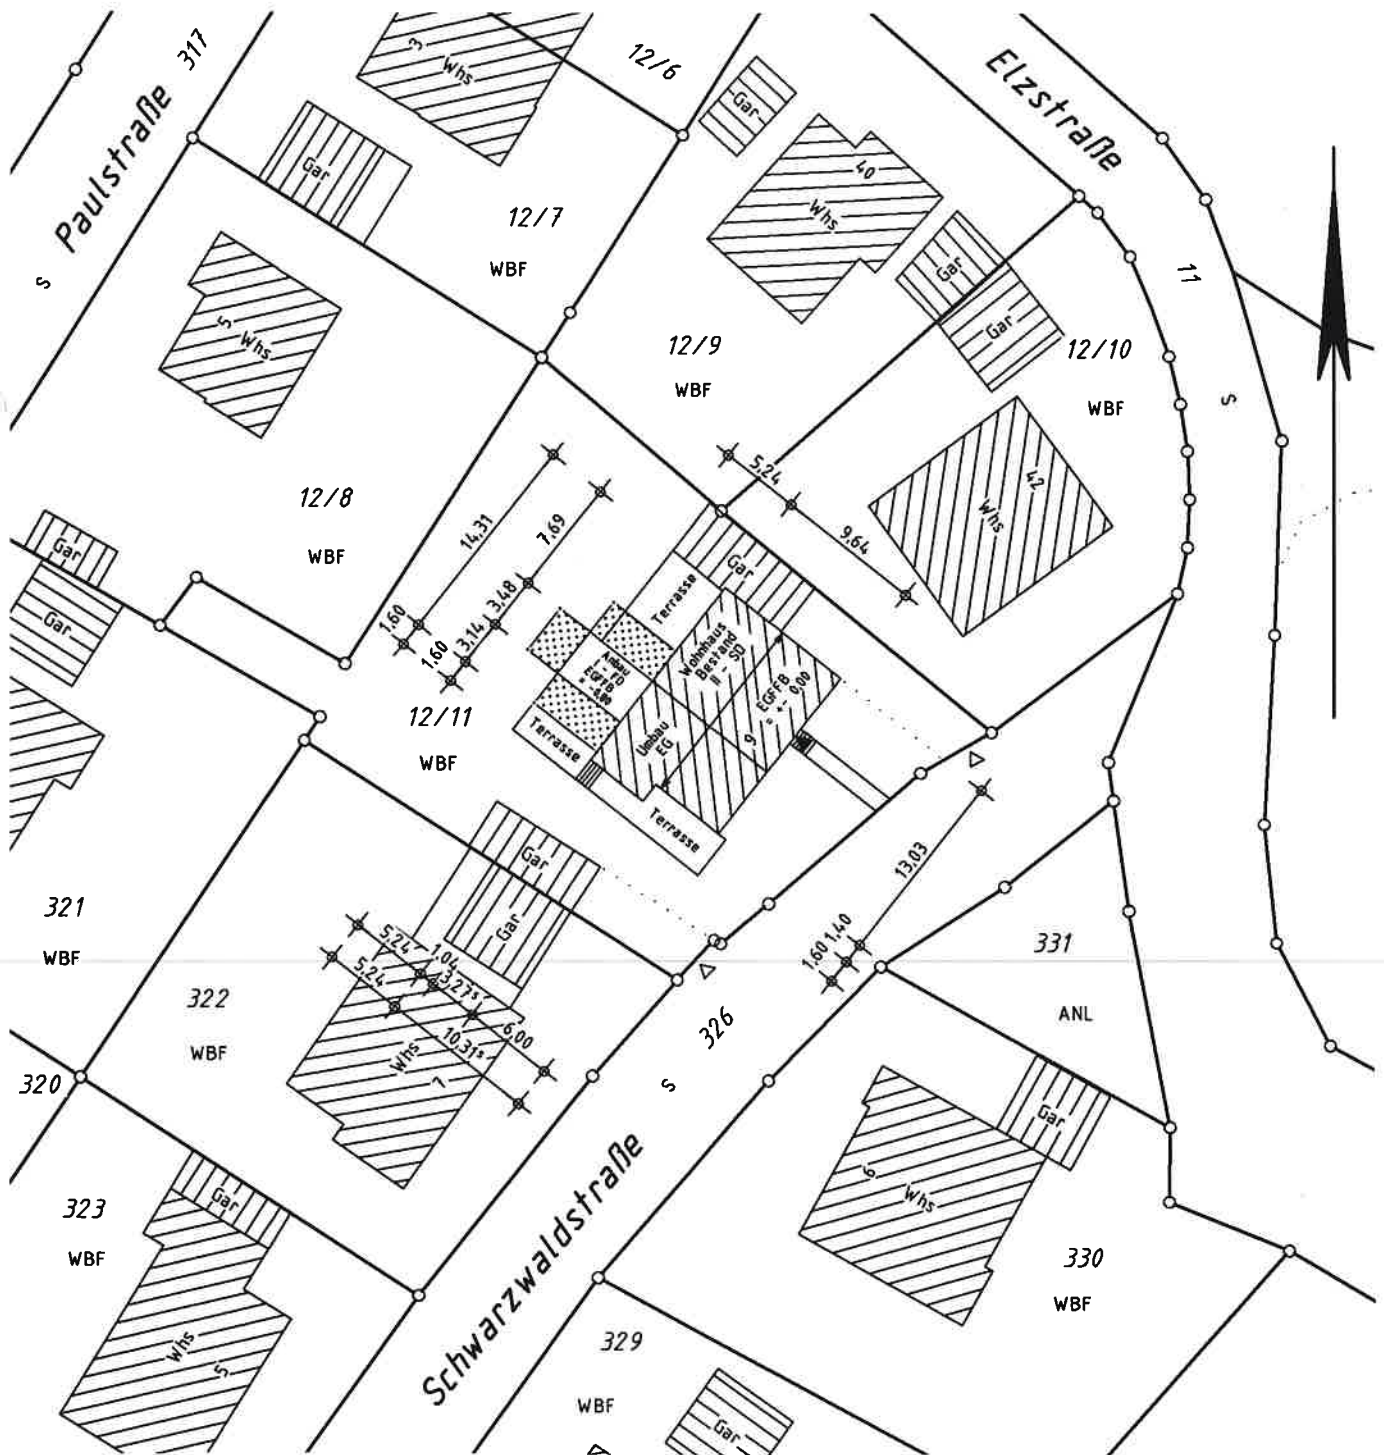 317
Paulstraße
S
3
Whs
12/6
Gar
Elzstraße
Gar
12/7
WBF
40
Whs
11
S
5
Whs
12/9
WBF
Gar
Gar
12/10
WBF
12/8
WBF
42
Whs
14,31
7,69
1,60
3,48
3,14
1,60
5,24
9,64
Gar
Gar
Gar
Terrasse
Wohnhaus
Bestand
II - SD
Anbau
I - FD
EGFFB
EGFFB
= +- 0,00
Umbau
EG
9
Terrasse
Terrasse
12/11
WBF
13,03
1,40
1,60
Gar
Gar
321
WBF
322
WBF
5,24
1,04
3,27⁵
6,00
5,24
10,31⁵
Whs
7
331
ANL
326
S
Schwarzwaldstraße
320
323
WBF
Gar
Whs
5
Gar
6
Whs
330
WBF
329
WBF
Gar